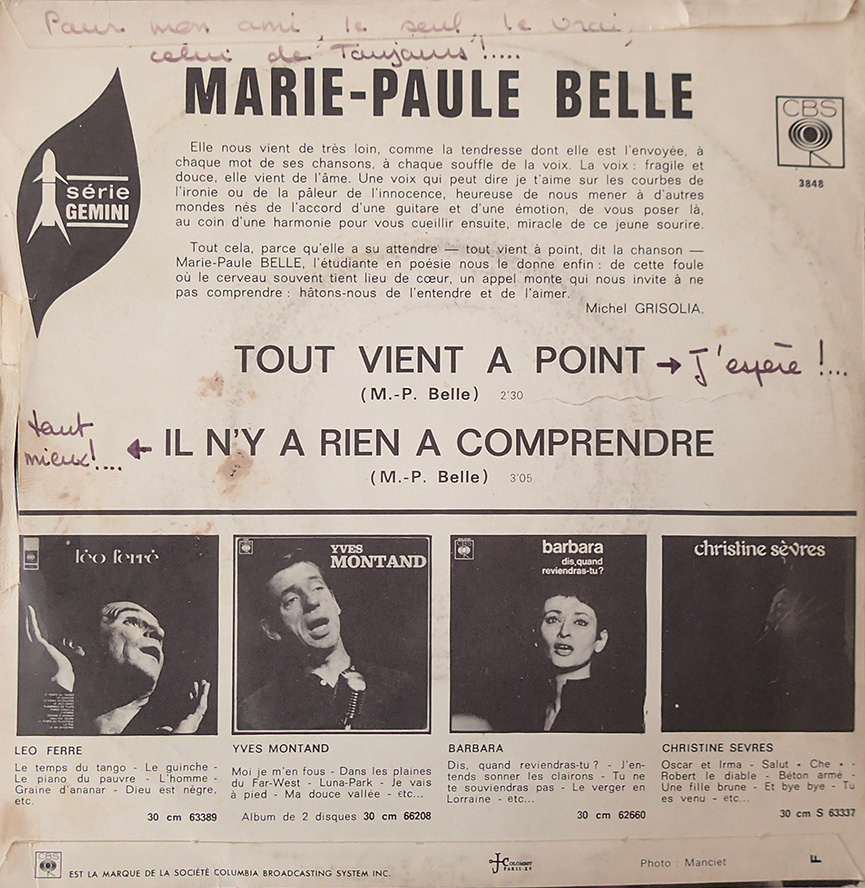 Pour mon ami, le seul, le vrai,
celui de Toujours !.....
MARIE-PAULE BELLE
CBS
3848
série
GEMINI
Elle nous vient de très loin, comme la tendresse dont elle est l'envoyée, à
chaque mot de ses chansons, à chaque souffle de la voix. La voix : fragile et
douce, elle vient de l'âme. Une voix qui peut dire je t'aime sur les courbes de
l'ironie ou de la pâleur de l'innocence, heureuse de nous mener à d'autres
mondes nés de l'accord d'une guitare et d'une émotion, de vous poser là,
au coin d'une harmonie pour vous cueillir ensuite, miracle de ce jeune sourire.
Tout cela, parce qu'elle a su attendre — tout vient à point, dit la chanson —
Marie-Paule BELLE, l'étudiante en poésie nous le donne enfin : de cette foule
où le cerveau souvent tient lieu de cœur, un appel monte qui nous invite à ne
pas comprendre : hâtons-nous de l'entendre et de l'aimer.
Michel GRISOLIA.
TOUT VIENT A POINT → J'espère !...
(M.-P. Belle) 2'30
tant
mieux !.... ← IL N'Y A RIEN A COMPRENDRE
(M.-P. Belle) 3'05
léo ferré
YVES
MONTAND
barbara
dis, quand
reviendras-tu ?
christine sèvres
LEO FERRE
Le temps du tango - Le guinche -
Le piano du pauvre - L'homme -
Graine d'ananar - Dieu est nègre,
etc.
30 cm 63389
YVES MONTAND
Moi je m'en fous - Dans les plaines
du Far-West - Luna-Park - Je vais
à pied - Ma douce vallée - etc...
Album de 2 disques 30 cm 66208
BARBARA
Dis, quand reviendras-tu ? - J'en-
tends sonner les clairons - Tu ne
te souviendras pas - Le verger en
Lorraine - etc...
30 cm 62660
CHRISTINE SEVRES
Oscar et Irma - Salut - Che -
Robert le diable - Béton armé -
Une fille brune - Et bye bye - Tu
es venu - etc...
30 cm S 63337
CBS
EST LA MARQUE DE LA SOCIÉTÉ COLUMBIA BROADCASTING SYSTEM INC.
J COLOMBET
PARIS-XV
Photo : Manciet